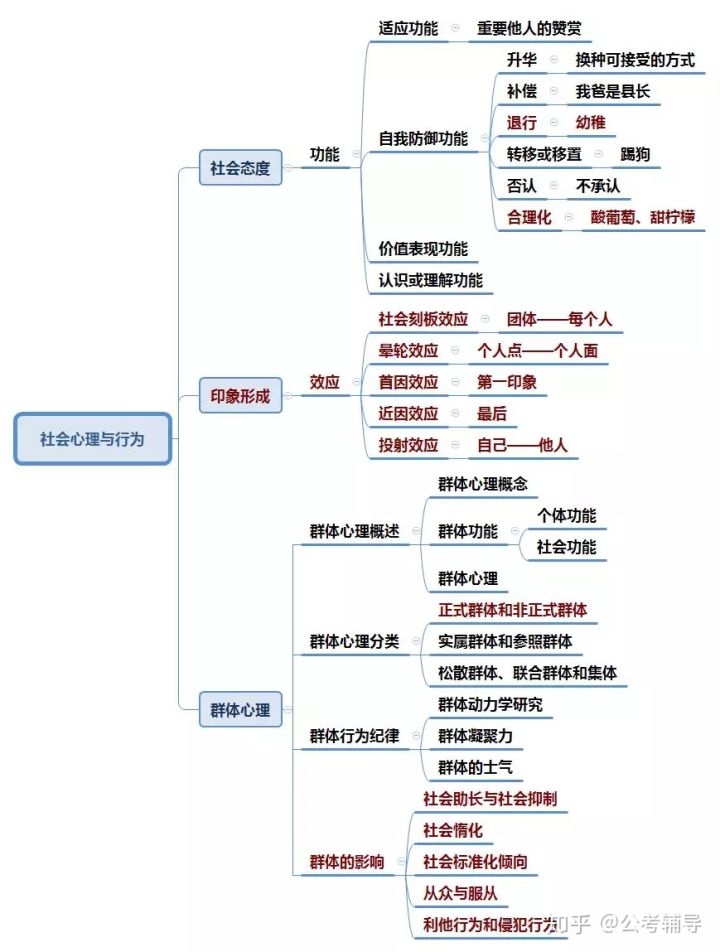 社会心理与行为
社会态度
功能
适应功能
重要他人的赞赏
自我防御功能
升华
换种可接受的方式
补偿
我爸是县长
退行
幼稚
转移或移置
踢狗
否认
不承认
合理化
酸葡萄、甜柠檬
价值表现功能
认识或理解功能
印象形成
效应
社会刻板效应
团体——每个人
晕轮效应
个人点——个人面
首因效应
第一印象
近因效应
最后
投射效应
自己——他人
群体心理
群体心理概述
群体心理概念
群体功能
个体功能
社会功能
群体心理
群体心理分类
正式群体和非正式群体
实属群体和参照群体
松散群体、联合群体和集体
群体行为纪律
群体动力学研究
群体凝聚力
群体的士气
群体的影响
社会助长与社会抑制
社会惰化
社会标准化倾向
从众与服从
利他行为和侵犯行为
知乎 @公考辅导